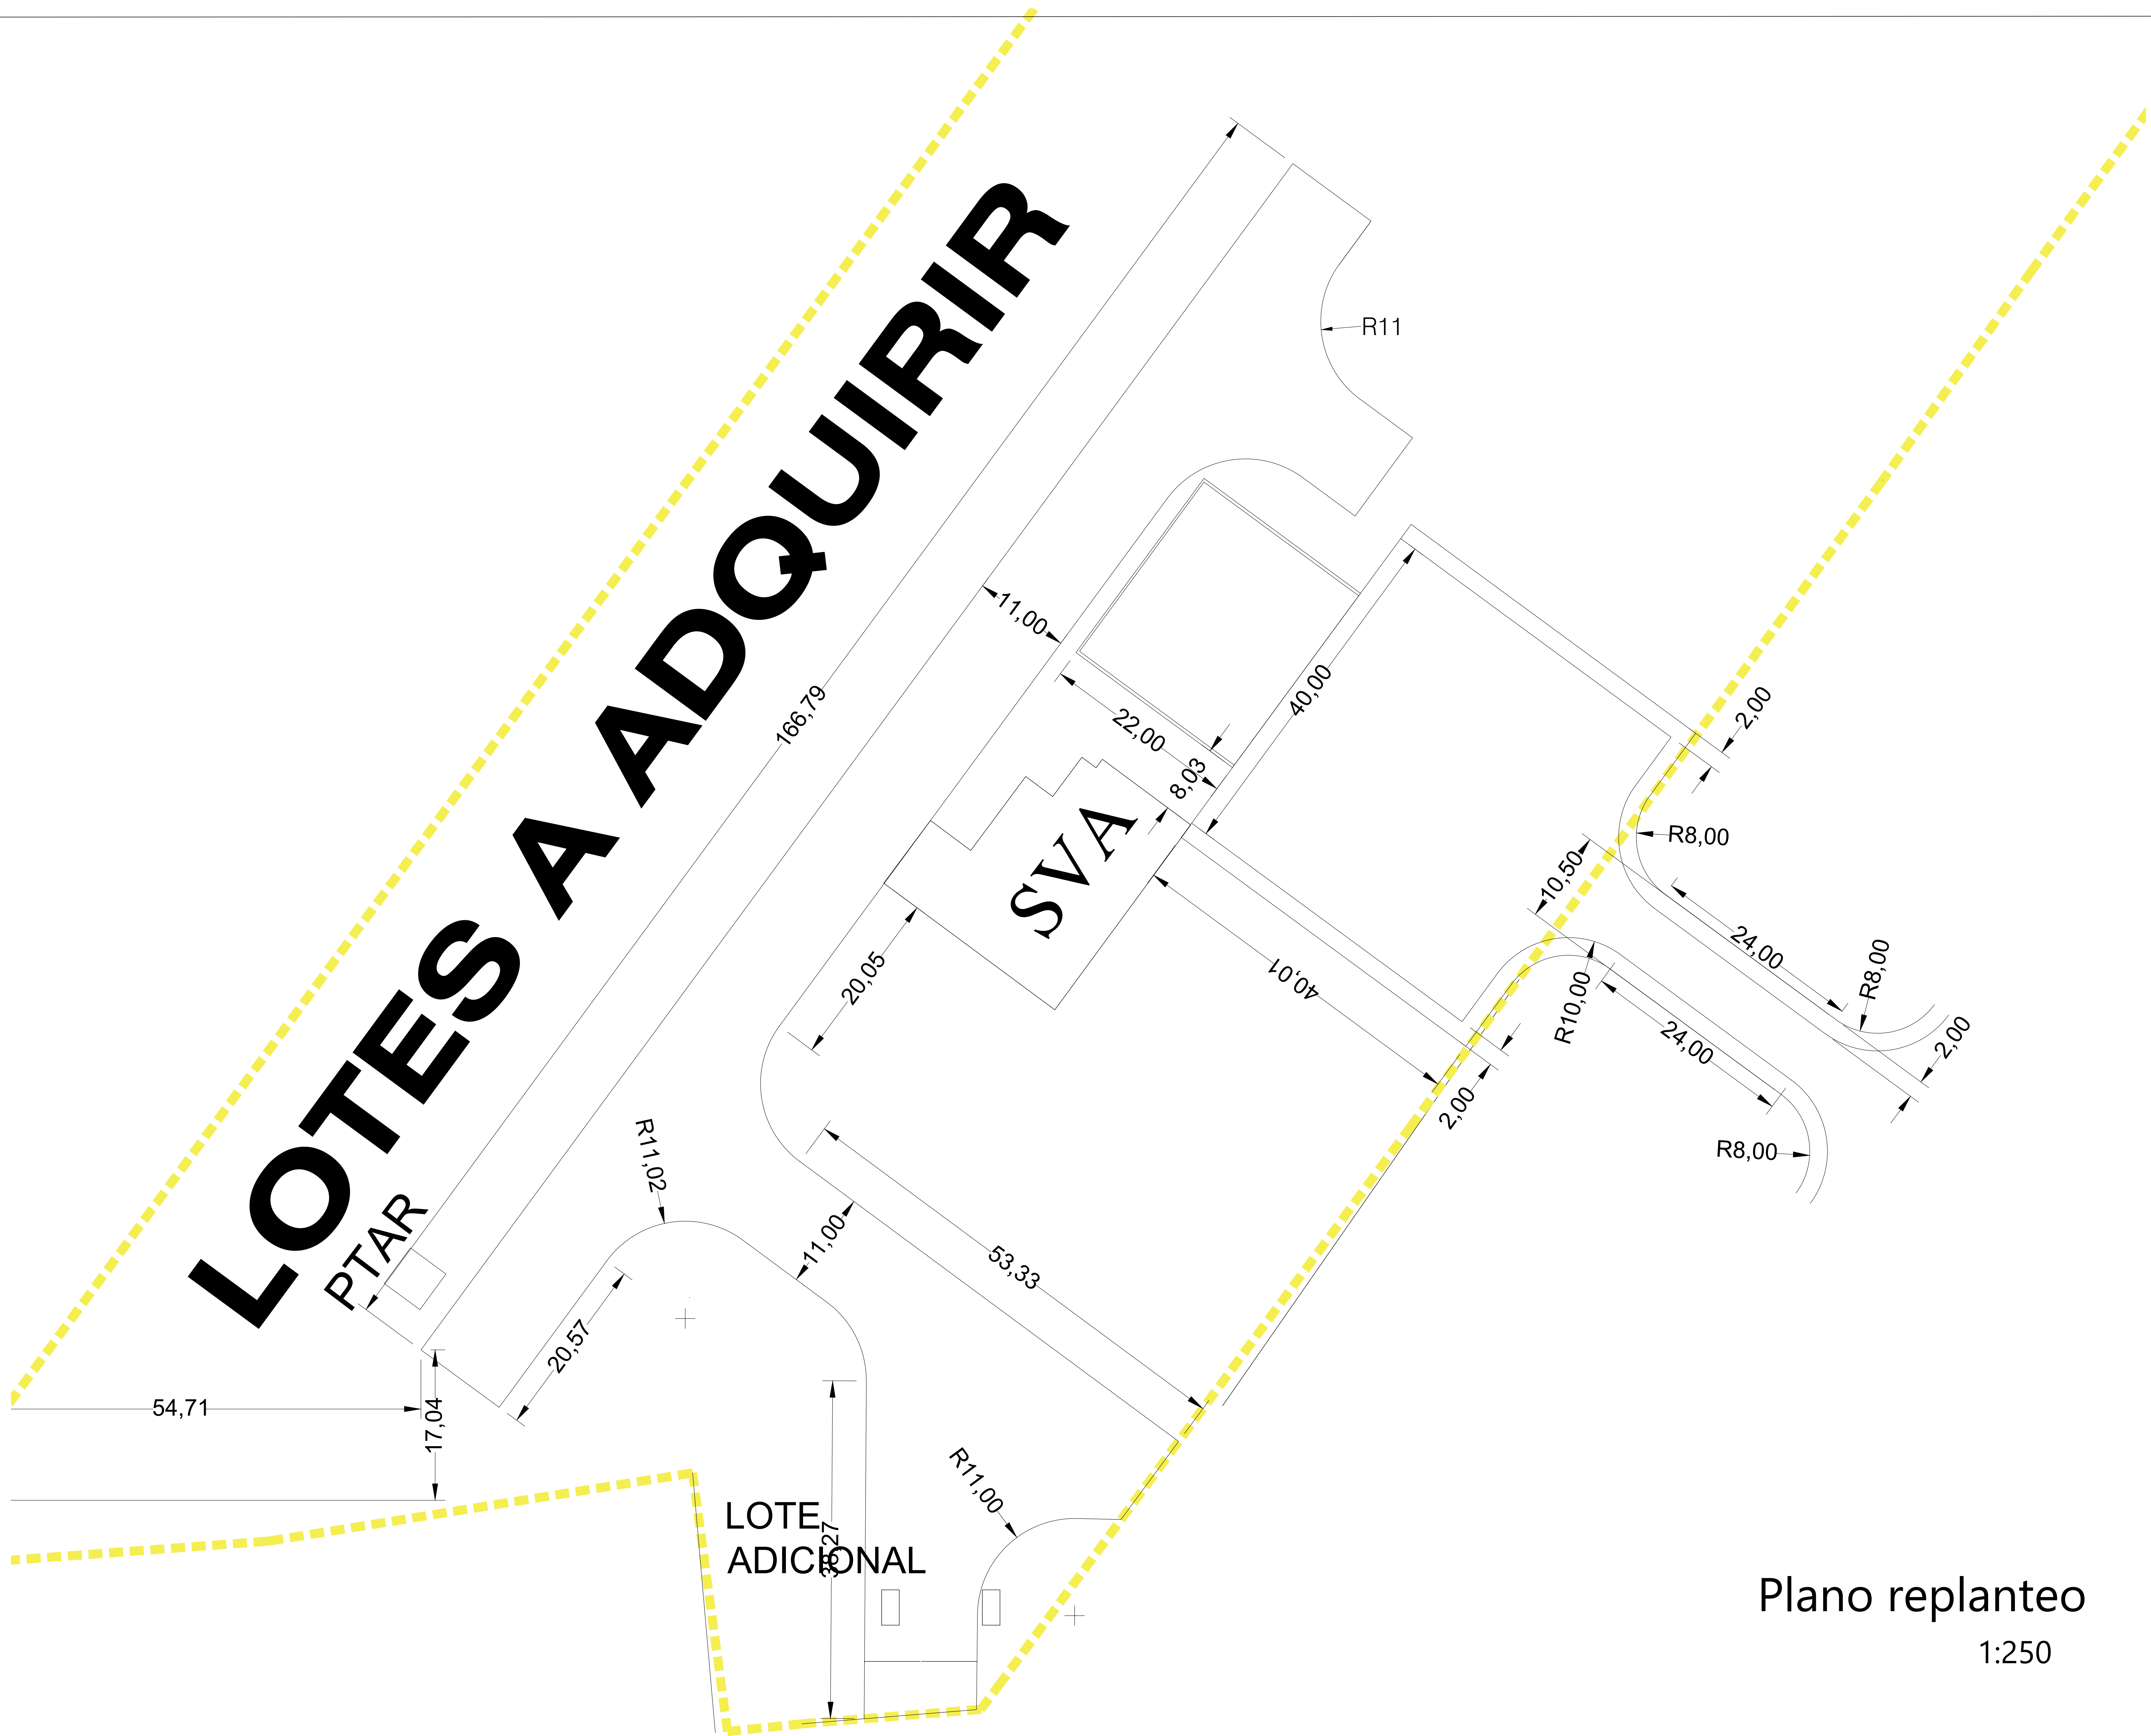 LOTES A ADQUIRIR
R11
11,00
166,79
40,00
22,00
8,03
2,00
SVA
R8,00
10,50
24,00
R8,00
20,05
40,01
R10,00
24,00
2,00
2,00
R8,00
R11,02
PTAR
11,00
53,33
20,57
54,71
17,04
R11,00
LOTE
ADICIONAL
38,27
Plano replanteo
1:250